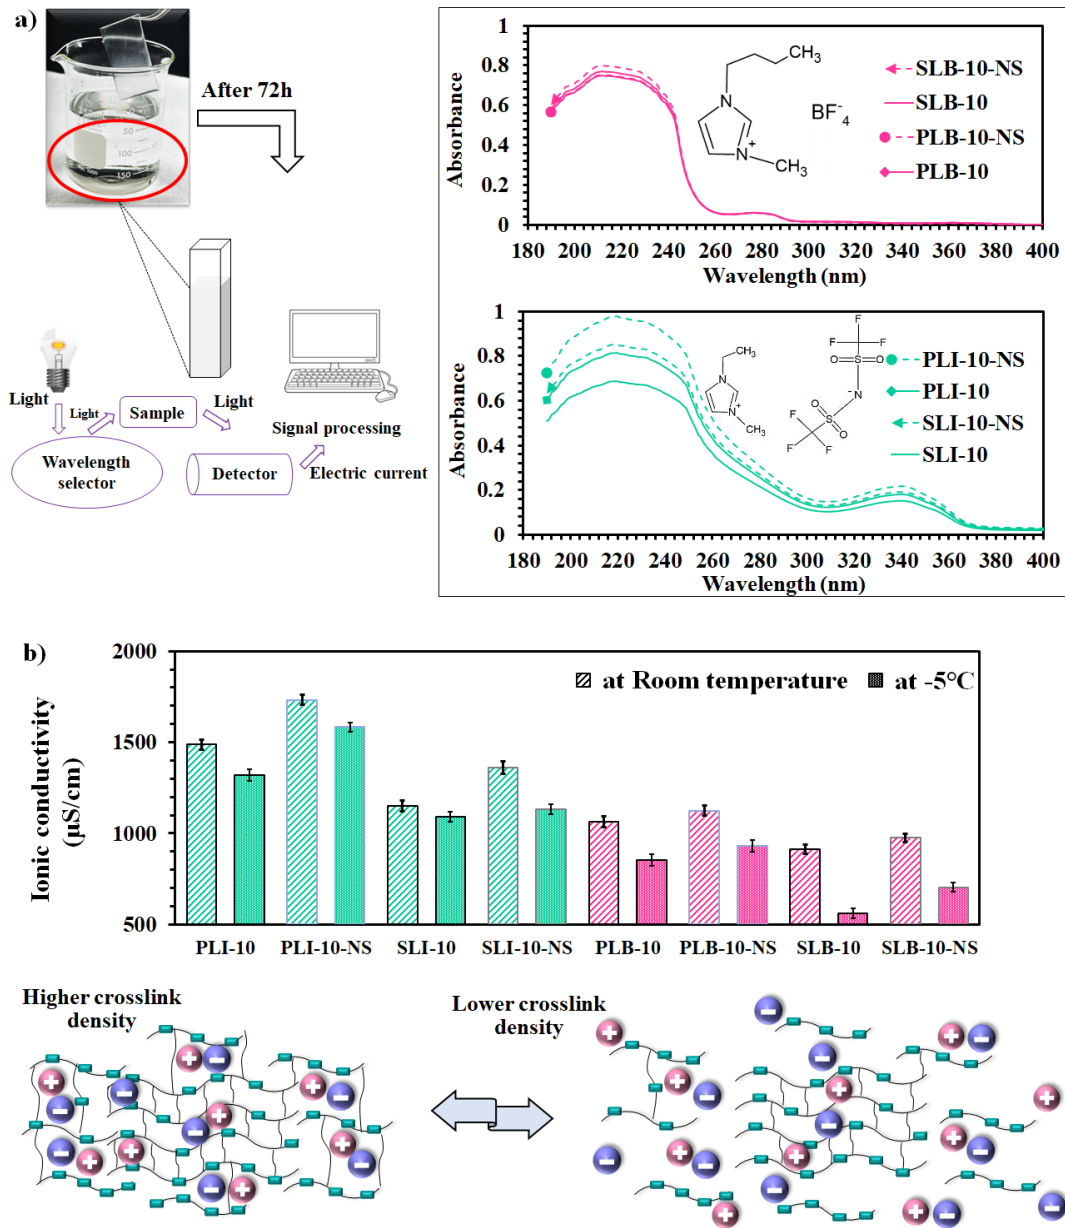 a)
50
100
150
After 72h
Light
Light
Sample
Light
Wavelength
selector
Detector
Signal processing
Electric current
1
0.8
0.6
0.4
0.2
0
Absorbance
180 200 220 240 260 280 300 320 340 360 380 400
Wavelength (nm)
CH3
N
N+
CH3
BF4-
SLB-10-NS
SLB-10
PLB-10-NS
PLB-10
1
0.8
0.6
0.4
0.2
0
Absorbance
180 200 220 240 260 280 300 320 340 360 380 400
Wavelength (nm)
CH3
N
N+
CH3
F
F F
O S O
N-
O
S
O
F
F
F
PLI-10-NS
PLI-10
SLI-10-NS
SLI-10
b)
2000
1500
1000
500
Ionic conductivity
(µS/cm)
at Room temperature at -5°C
PLI-10 PLI-10-NS SLI-10 SLI-10-NS PLB-10 PLB-10-NS SLB-10 SLB-10-NS
Higher crosslink
density
Lower crosslink
density